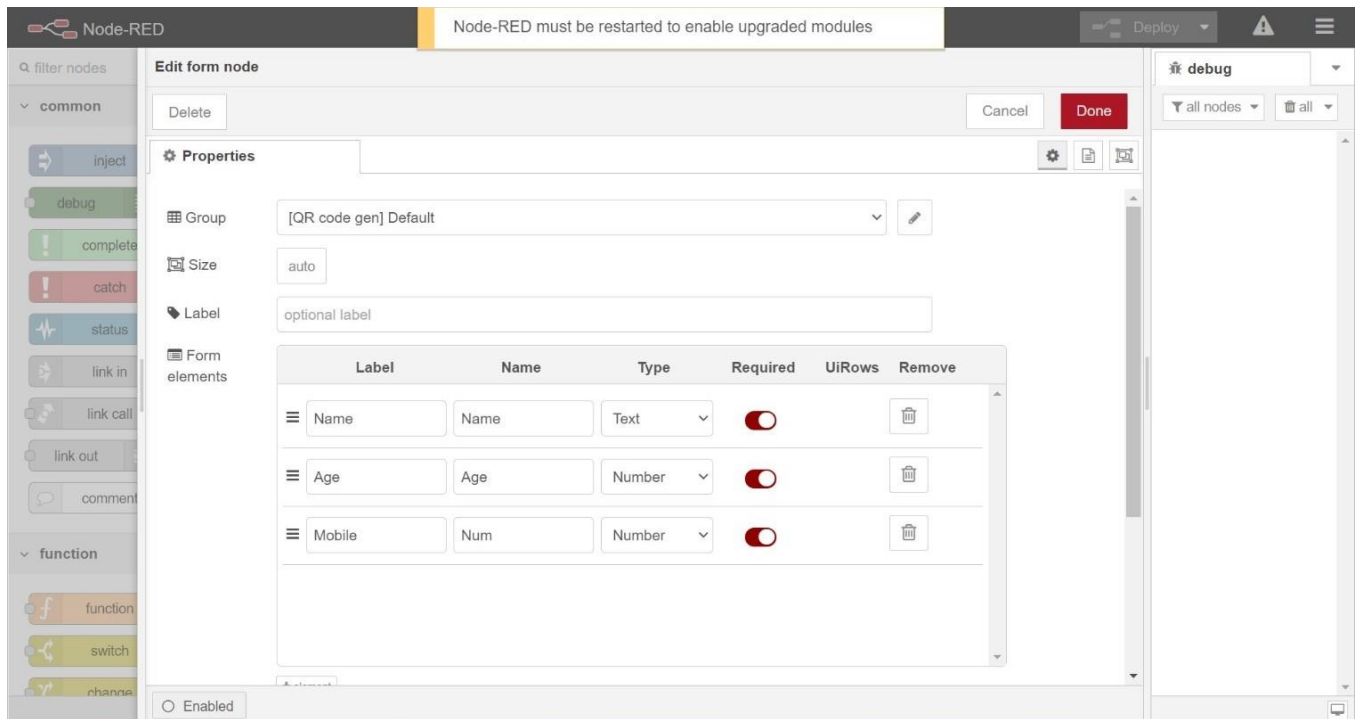 Node-RED
Node-RED must be restarted to enable upgraded modules
Deploy
filter nodes
Edit form node
debug
common
Delete
Cancel
Done
all nodes
all
inject
Properties
debug
Group
[QR code gen] Default
complete
Size
auto
catch
Label
optional label
status
Form
elements
Label Name Type Required UiRows Remove
link in
Name Name Text
link call
link out
Age Age Number
comment
Mobile Num Number
function
function
switch
change
element
Enabled